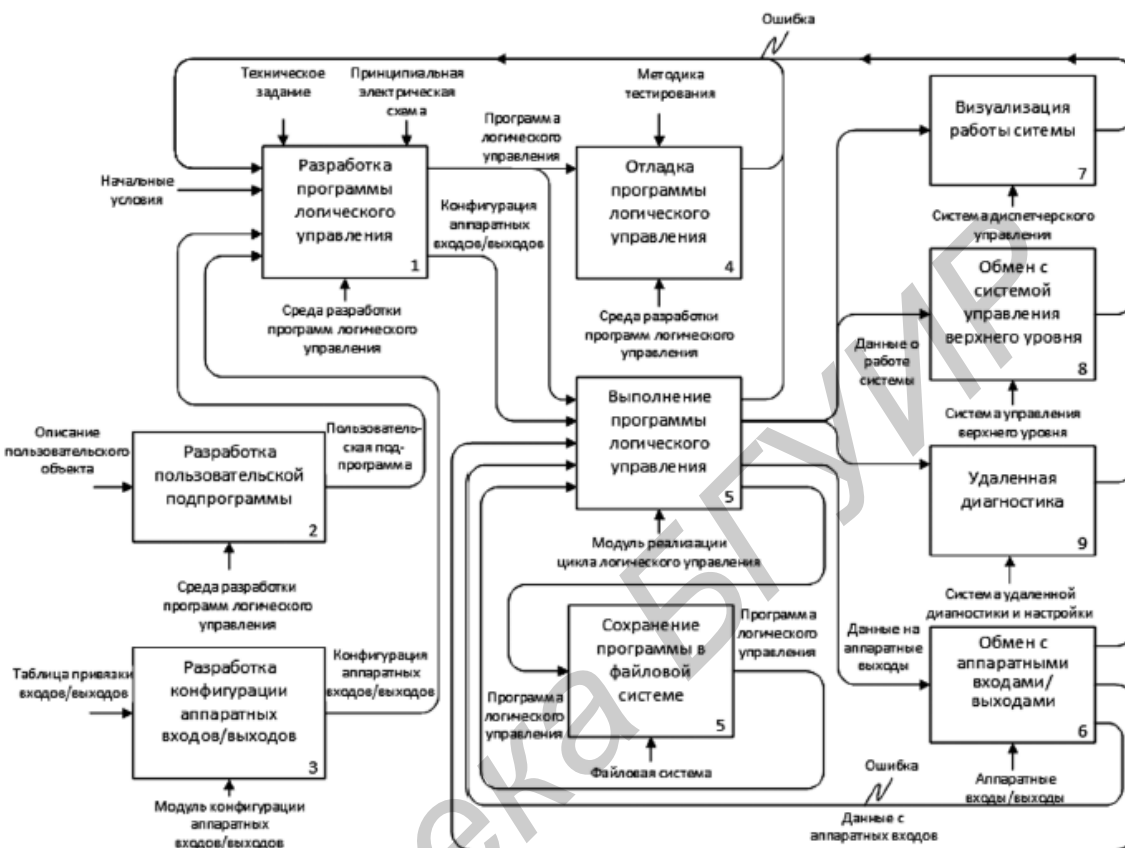 Ошибка
Техническое
задание
Принципиальная
электрическая
схема
Методика
тестирования
Программа
логического
управления
Начальные
условия
Разработка
программы
логического
управления
1
Конфигурация
аппаратных
входов/выходов
Отладка
программы
логического
управления
4
Визуализация
работы ситемы
7
Среда разработки
программ логического
управления
Среда разработки
программ логического
управления
Система диспетчерского
управления
Обмен с
системой
управления
верхнего уровня
8
Данные о
работе
системы
Система управления
верхнего уровня
Описание
пользовательского
объекта
Разработка
пользовательской
подпрограммы
2
Пользователь-
ская под-
программа
Выполнение
программы
логического
управления
5
Удаленная
диагностика
9
Среда разработки
программ логического
управления
Модуль реализации
цикла логического управления
Система удаленной
диагностики и настройки
Таблица привязки
входов/выходов
Разработка
конфигурации
аппаратных
входов/выходов
3
Конфигурация
аппаратных
входов/выходов
Программа
логического
управления
Сохранение
программы в
файловой
системе
5
Программа
логического
управления
Данные на
аппаратные
выходы
Обмен с
аппаратными
входами/
выходами
6
Модуль конфигурации
аппаратных
входов/выходов
Файловая система
Ошибка
Аппаратные
входы/выходы
Данные с
аппаратных входов
ека БГУИР